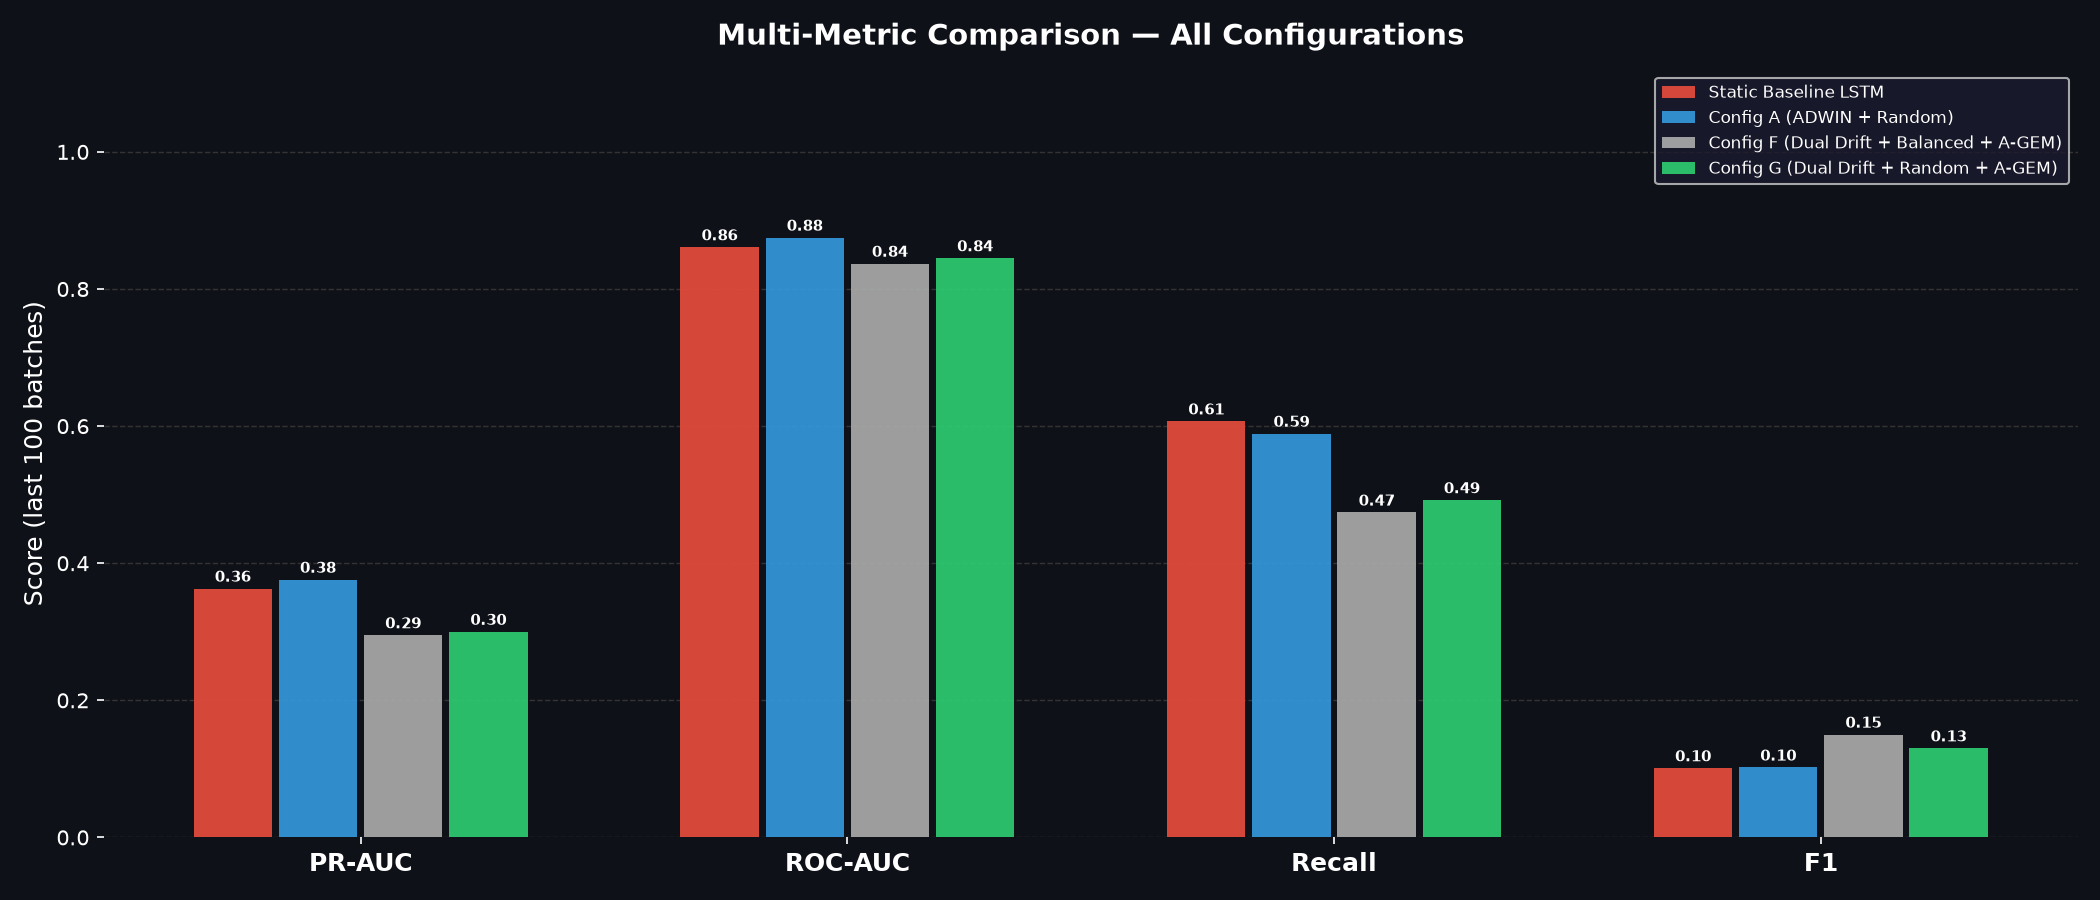 Multi-Metric Comparison — All Configurations
Static Baseline LSTM
Config A (ADWIN + Random)
Config F (Dual Drift + Balanced + A-GEM)
Config G (Dual Drift + Random + A-GEM)
Score (last 100 batches)
1.0
0.8
0.6
0.4
0.2
0.0
0.36
0.38
0.29
0.30
0.86
0.88
0.84
0.84
0.61
0.59
0.47
0.49
0.10
0.10
0.15
0.13
PR-AUC
ROC-AUC
Recall
F1